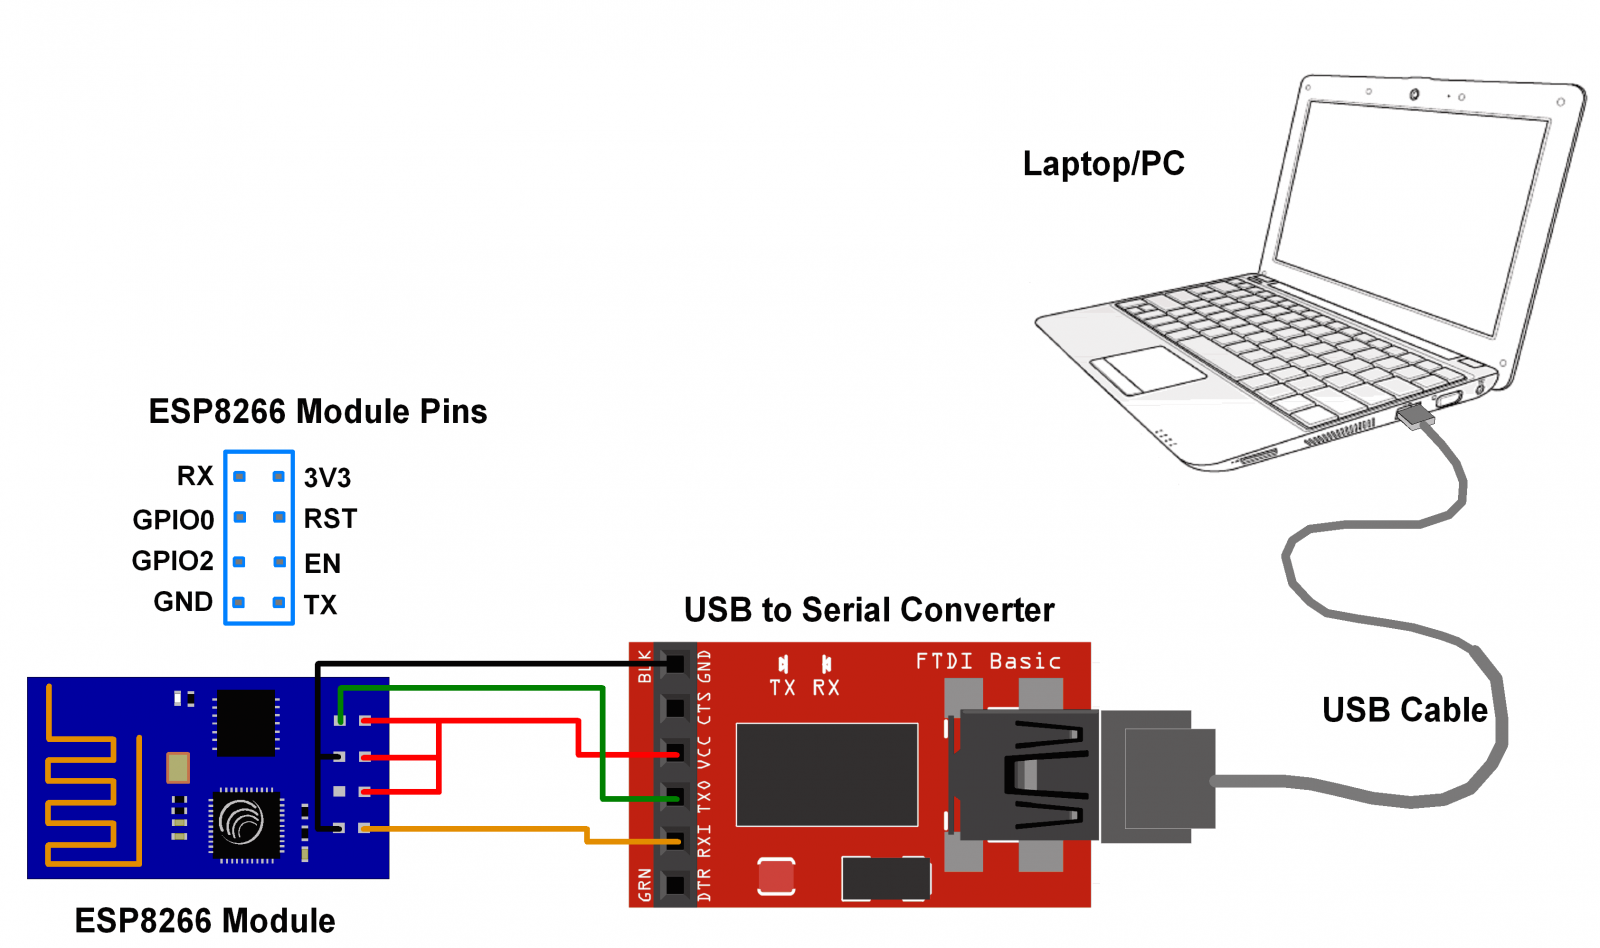 Laptop/PC
ESP8266 Module Pins
RX 3V3
GPIO0 RST
GPIO2 EN
GND TX
USB to Serial Converter
BLK GND
CTS
VCC
TXO
RXI
GRN DTR
TX RX
FTDI Basic
USB Cable
ESP8266 Module